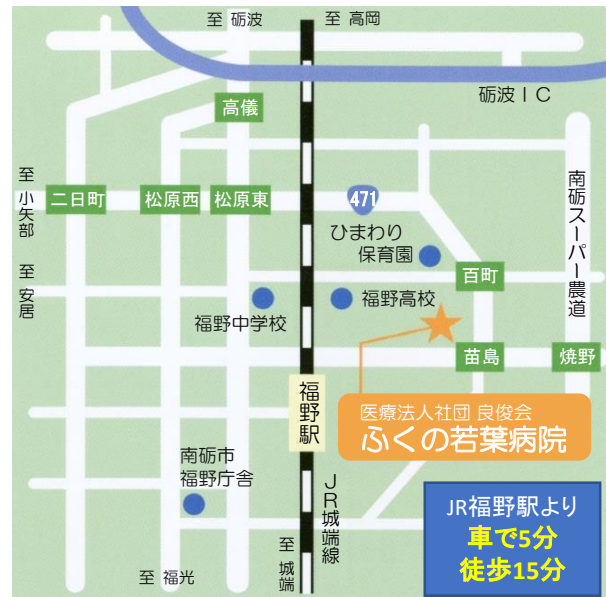 至 砺波
至 高岡
砺波ＩＣ
高儀
至 小矢部
二日町
松原西
松原東
471
南砺スーパー農道
ひまわり
保育園
至 安居
百町
福野高校
福野中学校
苗島
焼野
福野駅
医療法人社団 良俊会
ふくの若葉病院
南砺市
福野庁舎
ＪＲ城端線
JR福野駅より
車で5分
徒歩15分
至 城端
至 福光